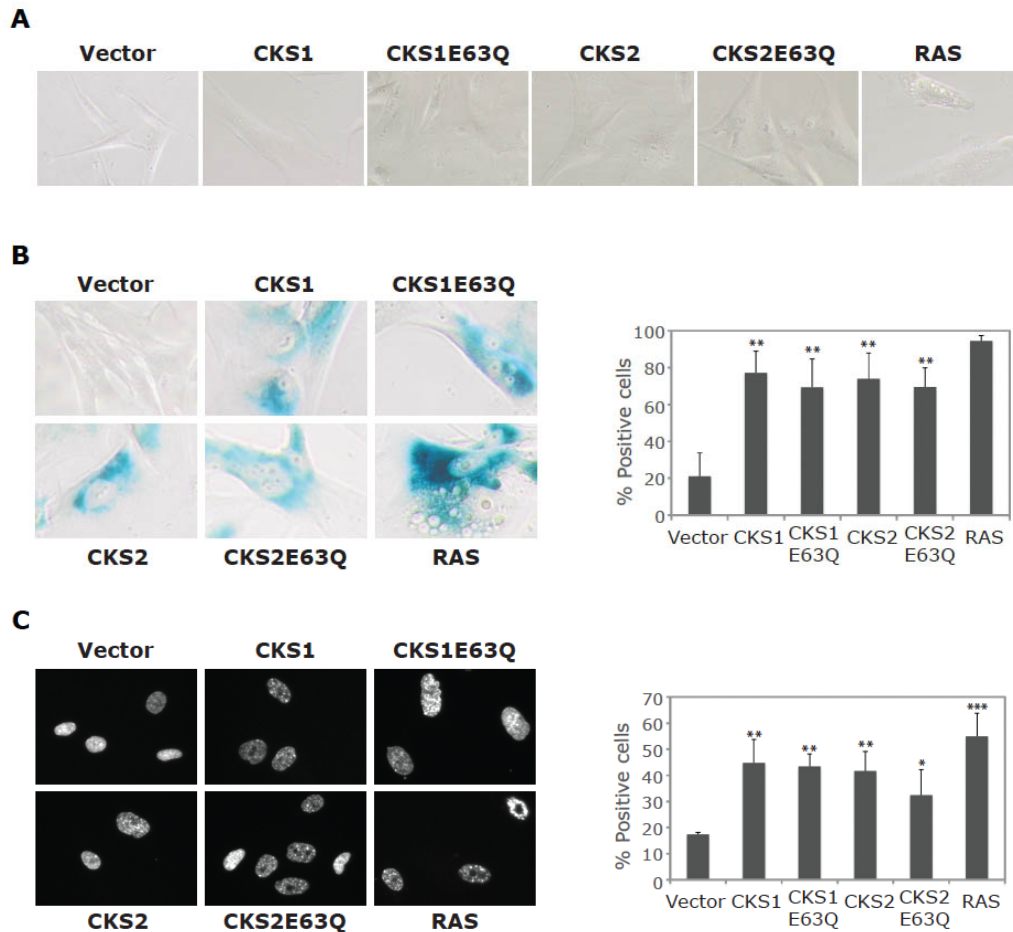 A
Vector CKS1 CKS1E63Q CKS2 CKS2E63Q RAS
B
Vector CKS1 CKS1E63Q
CKS2 CKS2E63Q RAS
100
80
60
40
20
0
% Positive cells
** ** ** **
Vector CKS1 CKS1 CKS2 CKS2 RAS
E63Q E63Q
C
Vector CKS1 CKS1E63Q
CKS2 CKS2E63Q RAS
70
60
50
40
30
20
10
0
% Positive cells
** ** ** * ***
Vector CKS1 CKS1 CKS2 CKS2 RAS
E63Q E63Q